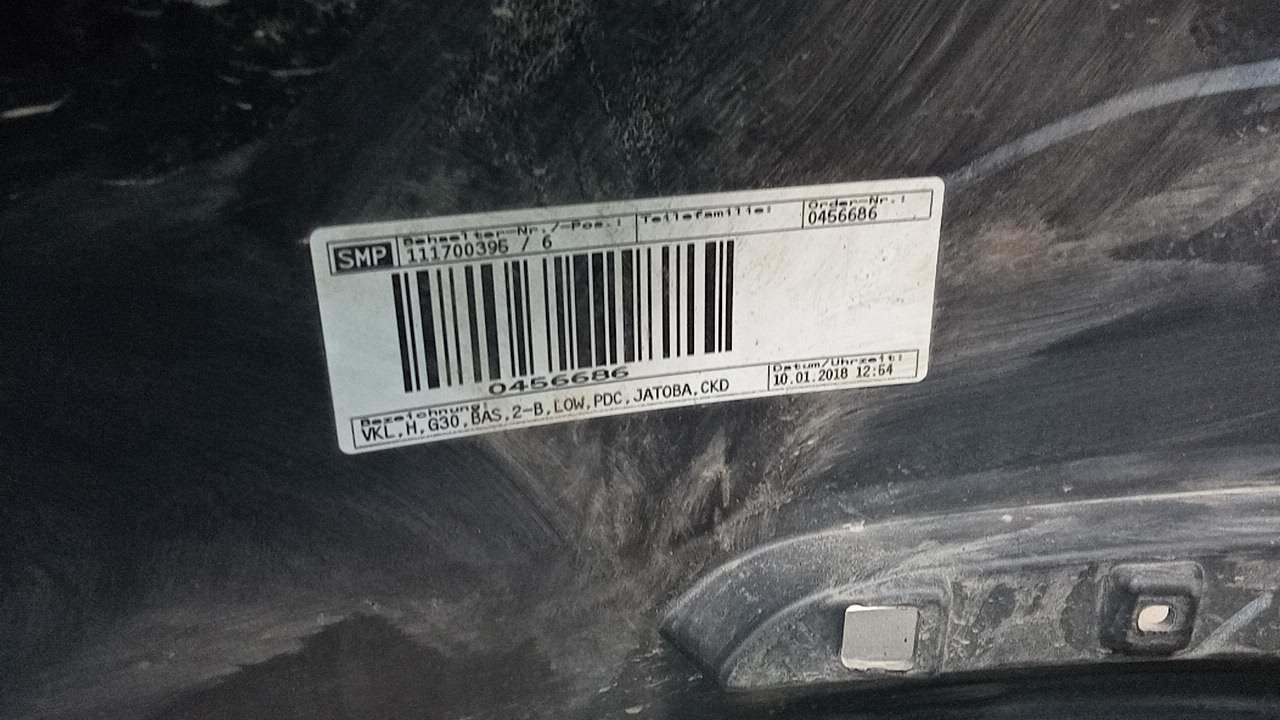 SMP
Behaelter-Nr./-Pos.:
111700396 / 6
Teilefamilie:
Order-Nr.:
0456686
0456686
Bezeichnung:
VKL,H,G30,BAS,2-B,LOW,PDC,JATOBA,CKD
Datum/Uhrzeit:
10.01.2018 12:54